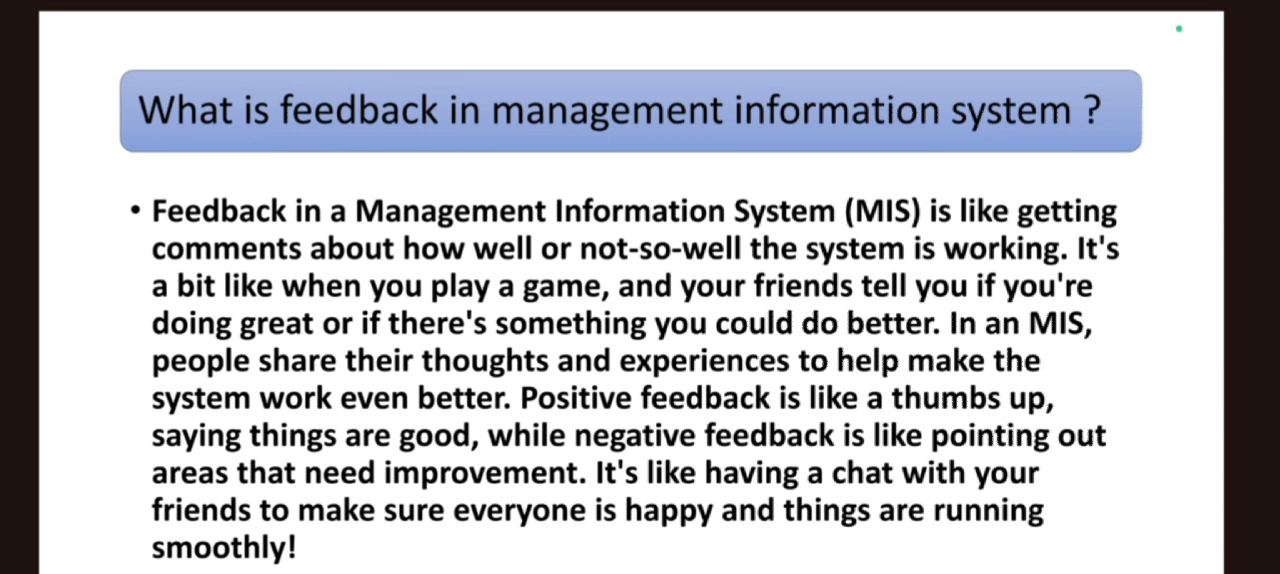 What is feedback in management information system ?
• Feedback in a Management Information System (MIS) is like getting
comments about how well or not-so-well the system is working. It's
a bit like when you play a game, and your friends tell you if you're
doing great or if there's something you could do better. In an MIS,
people share their thoughts and experiences to help make the
system work even better. Positive feedback is like a thumbs up,
saying things are good, while negative feedback is like pointing out
areas that need improvement. It's like having a chat with your
friends to make sure everyone is happy and things are running
smoothly!